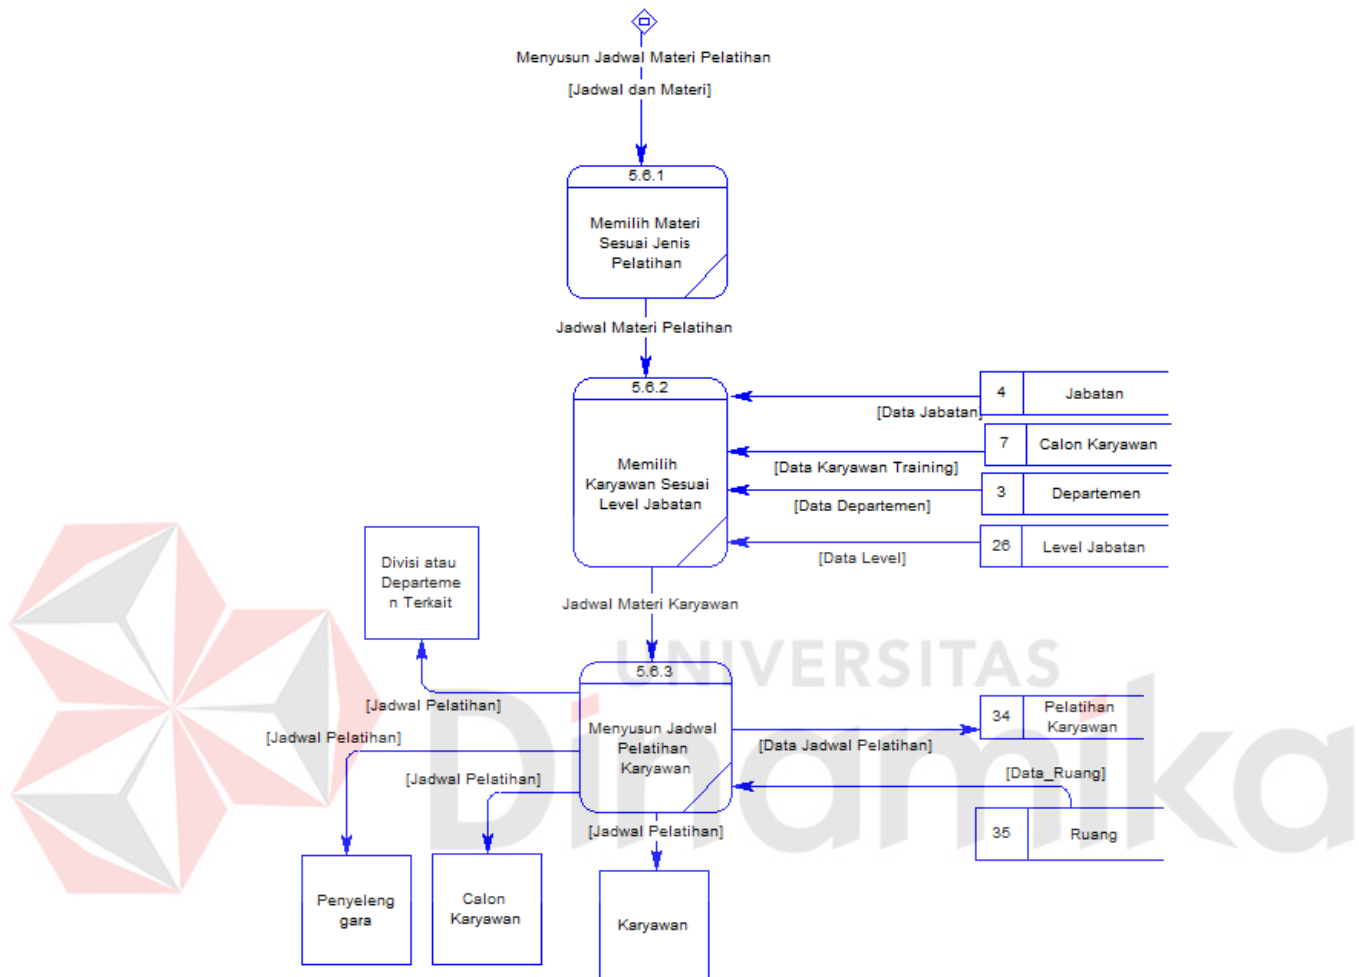 Menyusun Jadwal Materi Pelatihan
[Jadwal dan Materi]
5.6.1
Memilih Materi
Sesuai Jenis
Pelatihan
Jadwal Materi Pelatihan
5.6.2
Memilih
Karyawan Sesuai
Level Jabatan
4
Jabatan
[Data Jabatan]
7
Calon Karyawan
[Data Karyawan Training]
3
Departemen
[Data Departemen]
26
Level Jabatan
[Data Level]
Divisi atau
Departeme
n Terkait
Jadwal Materi Karyawan
UNIVERSITAS
Dinamika
5.6.3
Menyusun Jadwal
Pelatihan
Karyawan
[Jadwal Pelatihan]
[Jadwal Pelatihan]
[Jadwal Pelatihan]
[Jadwal Pelatihan]
34
Pelatihan
Karyawan
[Data Jadwal Pelatihan]
[Data_Ruang]
35
Ruang
Penyeleng
gara
Calon
Karyawan
Karyawan